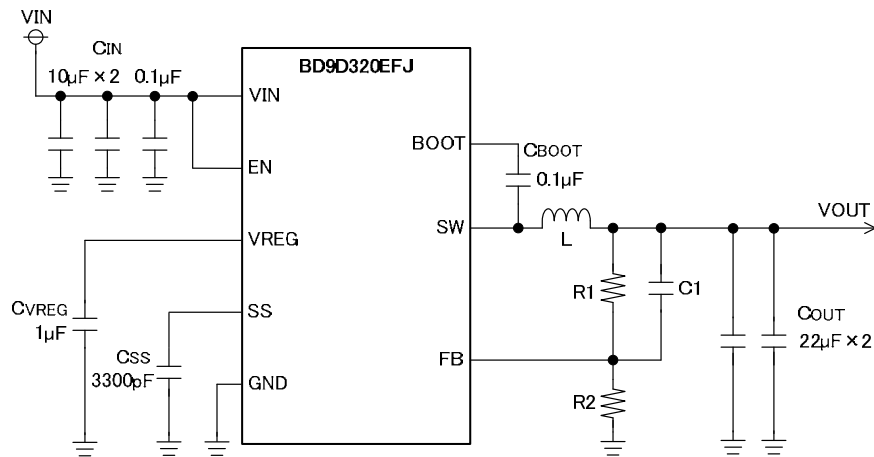 VIN
CIN
10µF×2 0.1µF
BD9D320EFJ
VIN
BOOT
CBOOT
0.1µF
EN
SW
L
VOUT
VREG
R1
C1
CVREG
1µF
SS
COUT
22µF×2
CSS
3300pF
FB
GND
R2